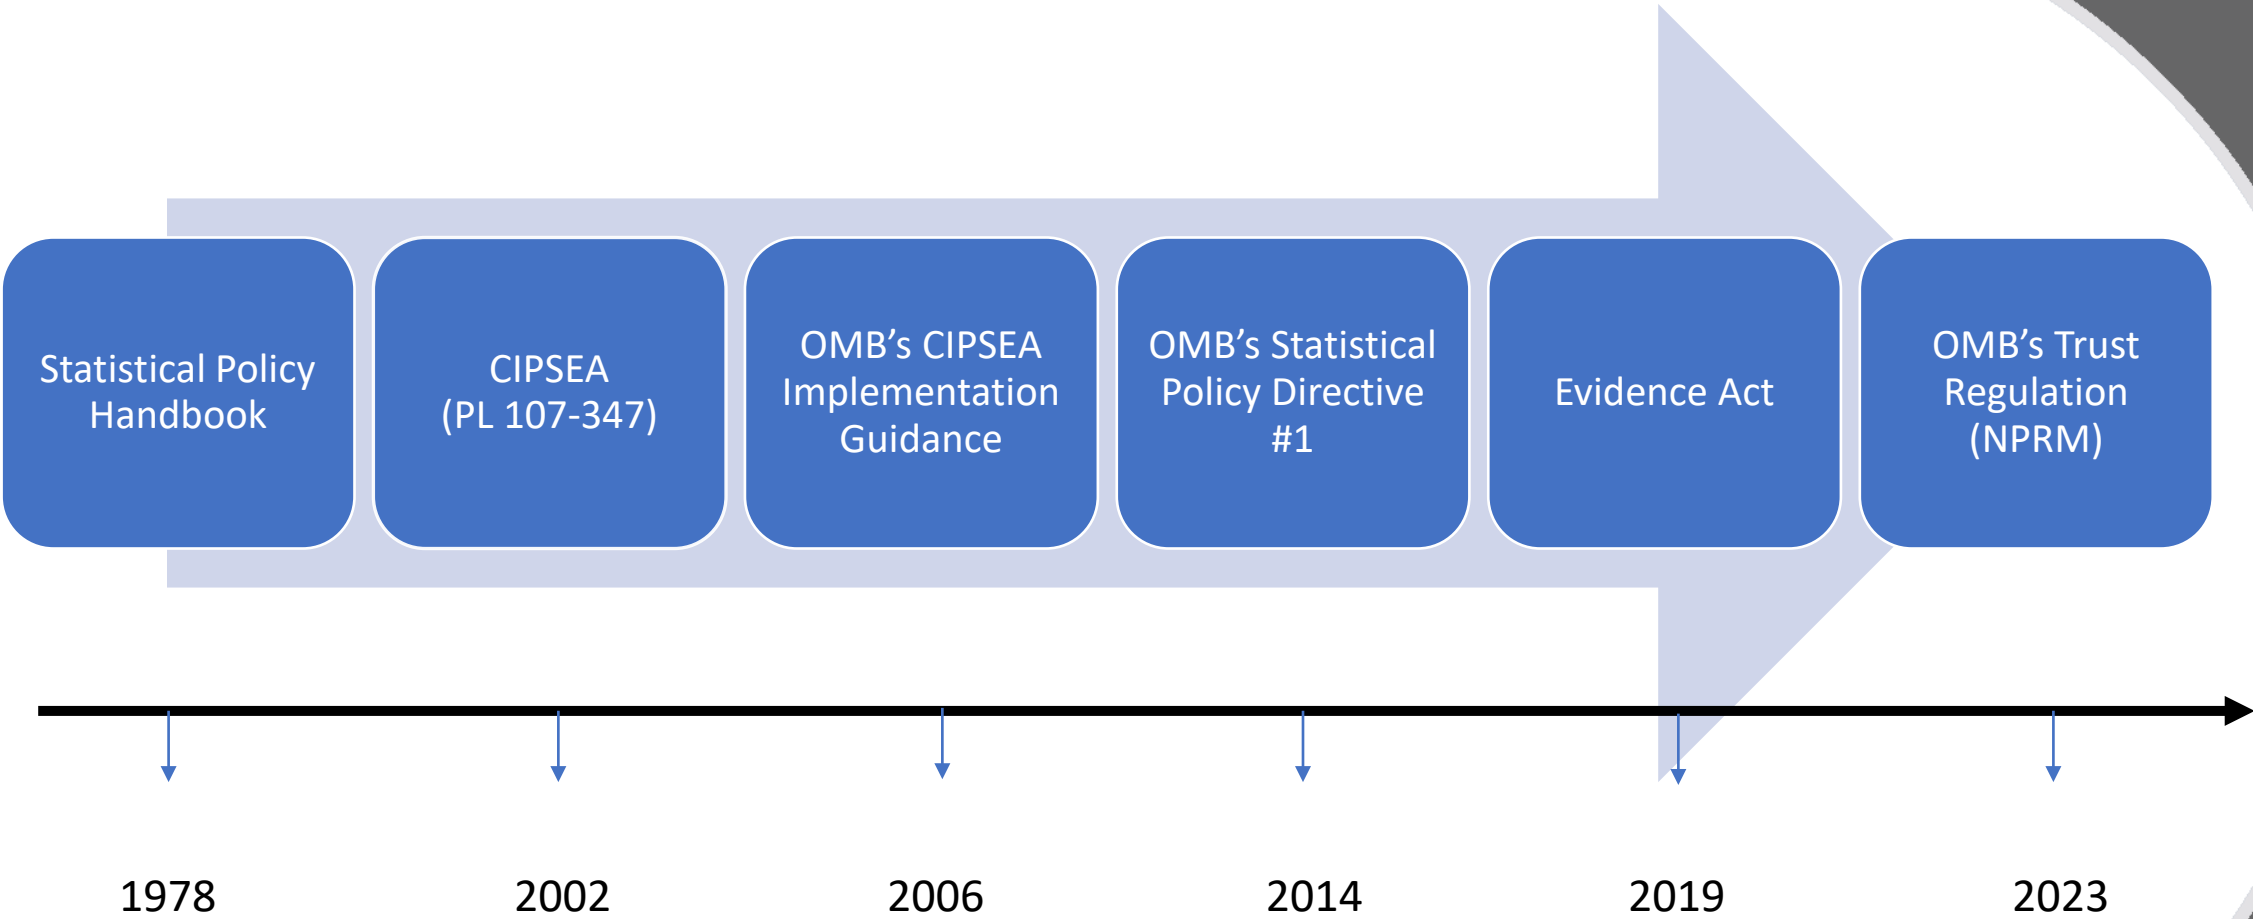 Statistical Policy
Handbook
CIPSEA
(PL 107-347)
OMB’s CIPSEA
Implementation
Guidance
OMB’s Statistical
Policy Directive
#1
Evidence Act
OMB’s Trust
Regulation
(NPRM)
1978
2002
2006
2014
2019
2023